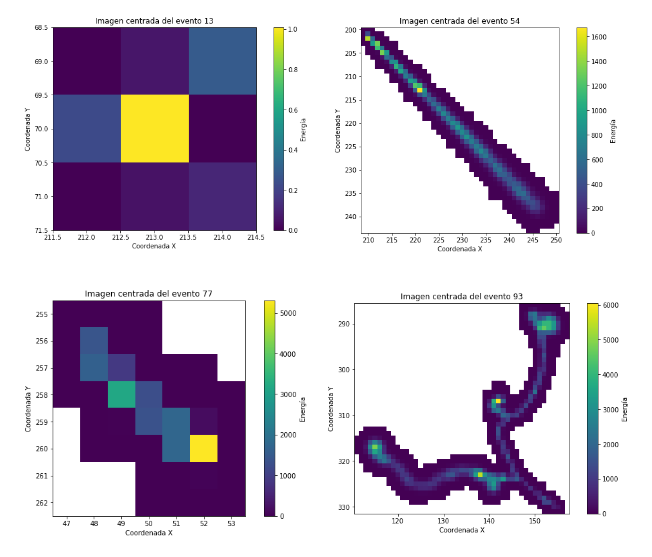 Imagen centrada del evento 13
68.5
69.0
69.5
70.0
70.5
71.0
71.5
Coordenada Y
211.5 212.0 212.5 213.0 213.5 214.0 214.5
Coordenada X
1.0
0.8
0.6
0.4
0.2
0.0
Energía
Imagen centrada del evento 54
200
205
210
215
220
225
230
235
240
Coordenada Y
210 215 220 225 230 235 240 245 250
Coordenada X
1600
1400
1200
1000
800
600
400
200
0
Energía
Imagen centrada del evento 77
255
256
257
258
259
260
261
262
Coordenada Y
47 48 49 50 51 52 53
Coordenada X
5000
4000
3000
2000
1000
0
Energía
Imagen centrada del evento 93
290
300
310
320
330
Coordenada Y
120 130 140 150
Coordenada X
6000
5000
4000
3000
2000
1000
0
Energía